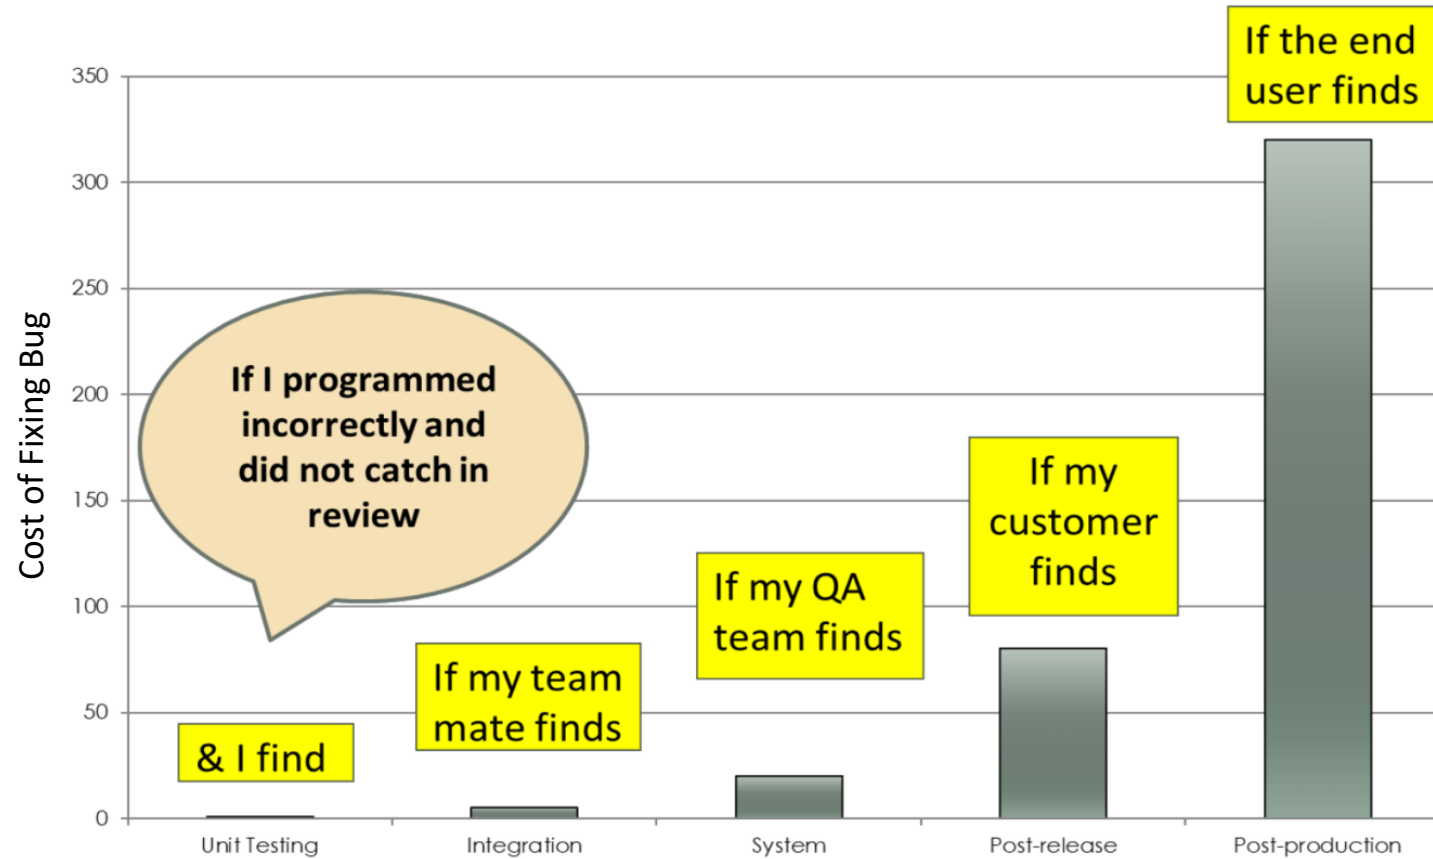 If the end
user finds
350
300
250
200
150
100
50
0
Cost of Fixing Bug
If I programmed
incorrectly and
did not catch in
review
If my
customer
finds
If my QA
team finds
If my team
mate finds
& I find
Unit Testing
Integration
System
Post-release
Post-production